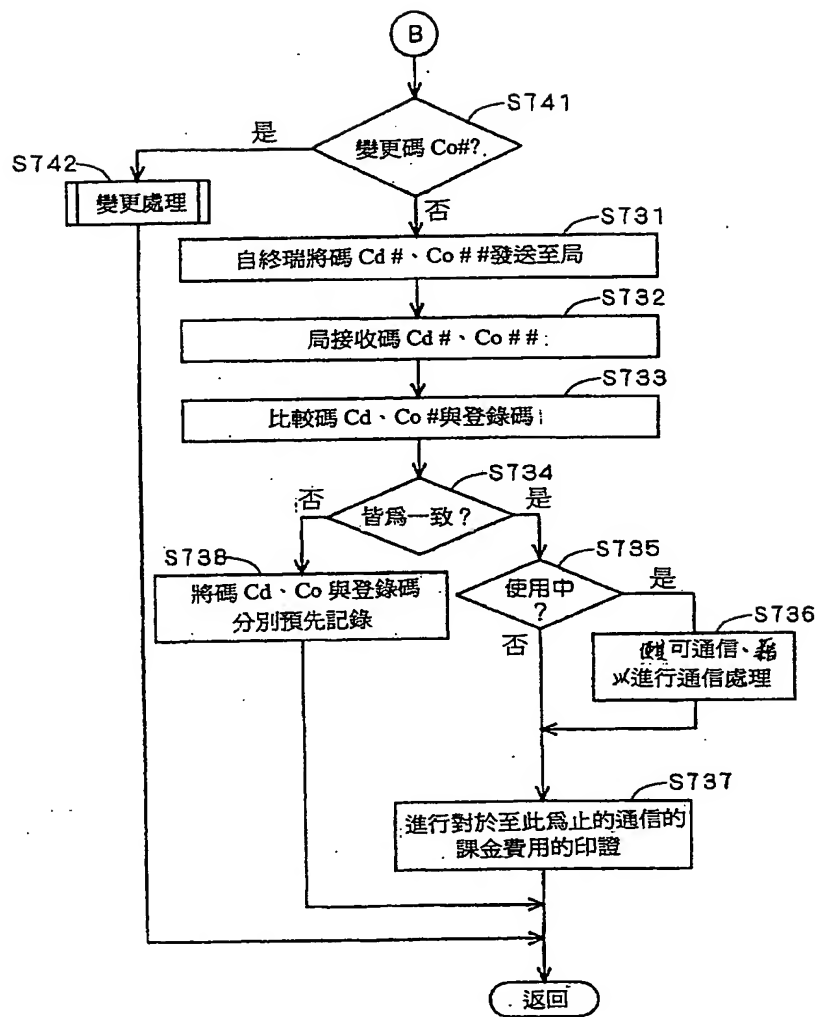 B
S741
變更碼 Co#?
是
S742
變更處理
否
S731
自終瑞將碼 Cd #、Co # #發送至局
S732
局接收碼 Cd #、Co # #
S733
比較碼 Cd、Co #與登錄碼
S734
否
皆爲一致?
是
S738
將碼 Cd、Co 與登錄碼
分別預先記錄
S735
使用中
?
是
否
S736
可通信、藉
以進行通信處理
S737
進行對於至此爲止的通信的
課金費用的印證
返回